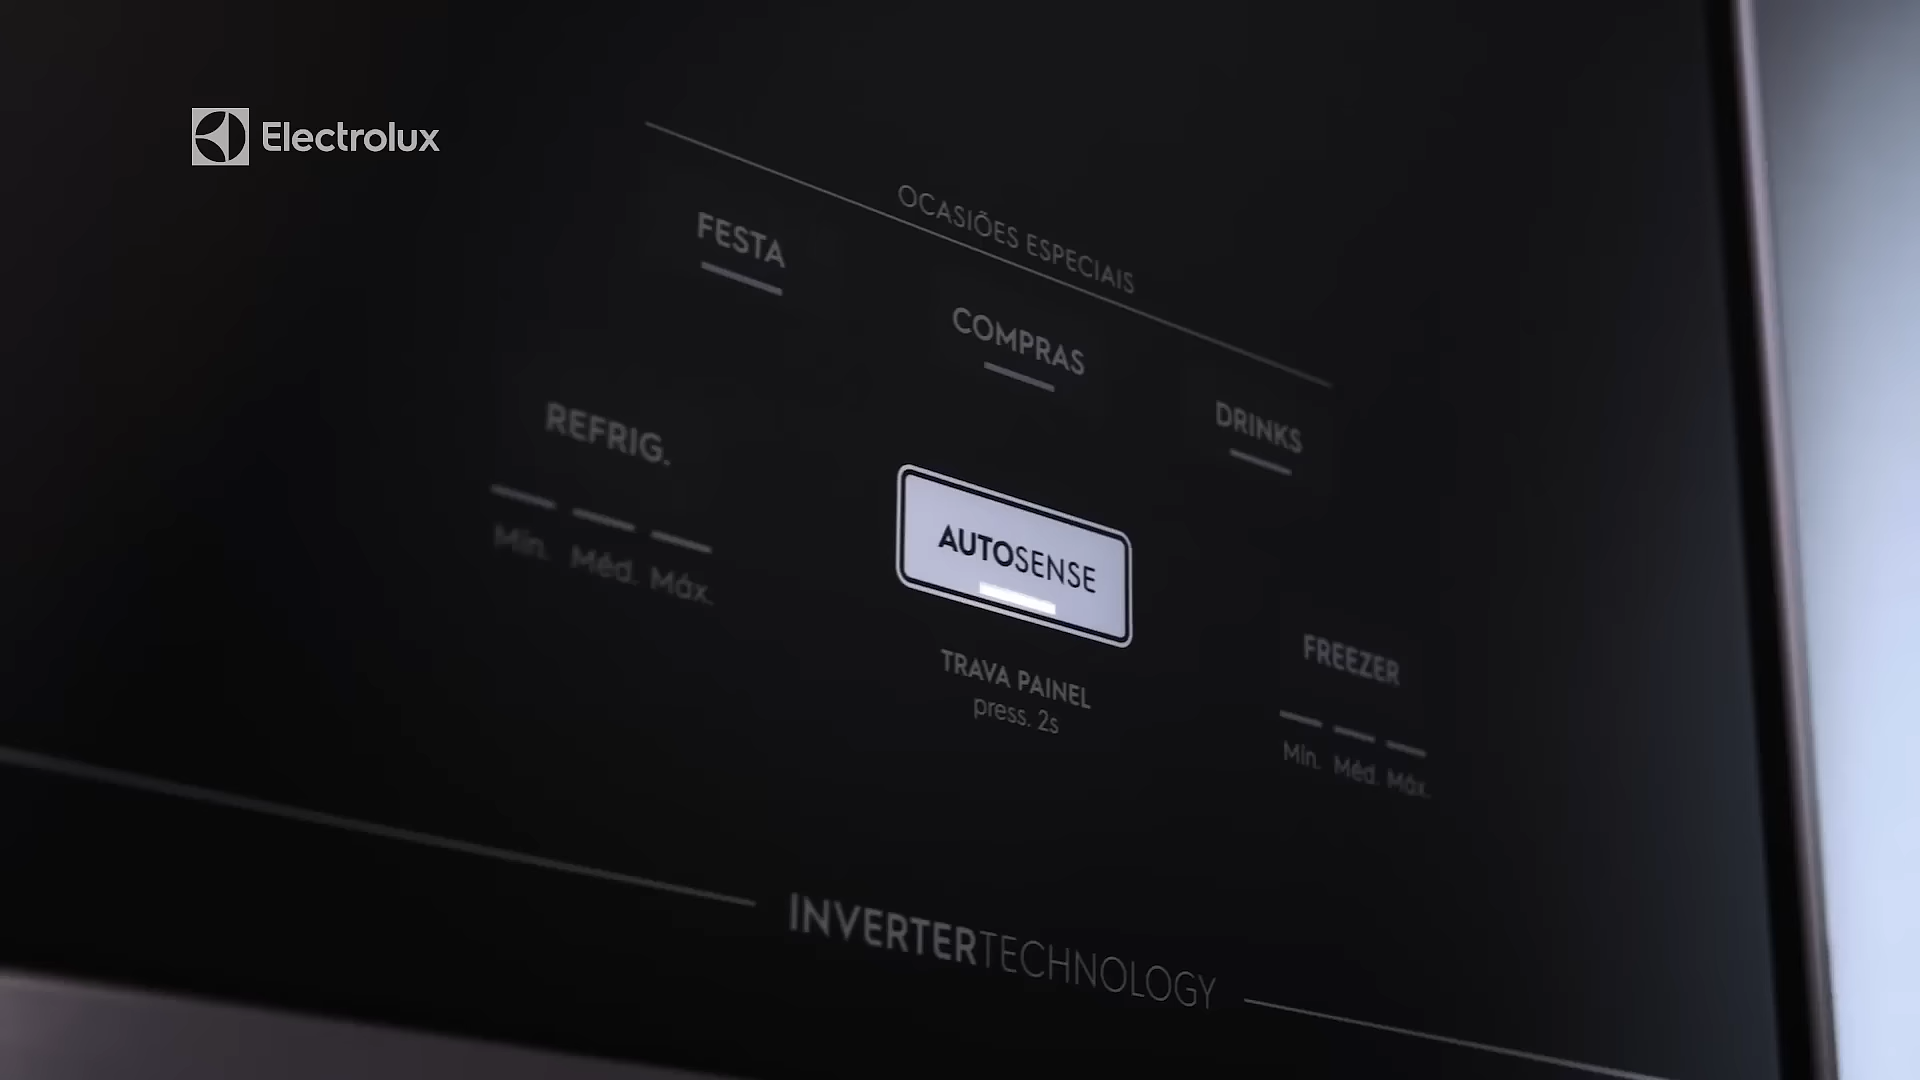 Electrolux
OCASIÕES ESPECIAIS
FESTA
COMPRAS
DRINKS
REFRIG.
Mín. Méd. Máx.
AUTOSENSE
TRAVA PAINEL
press. 2s
FREEZER
Mín. Méd. Máx.
INVERTERTECHNOLOGY